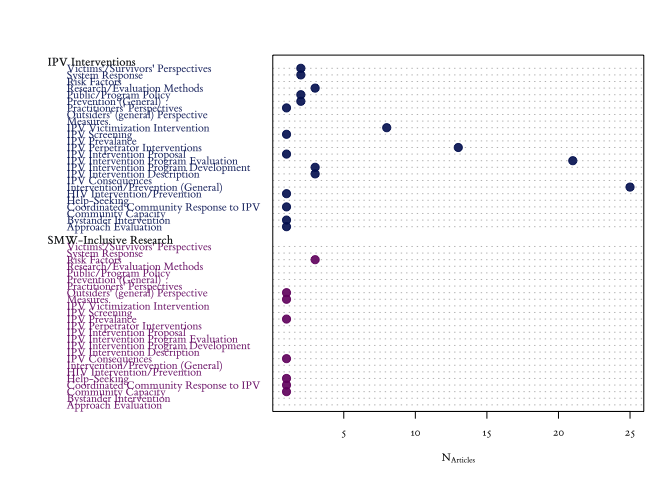 IPV Interventions
Victims'/Survivors' Perspectives
System Response
Risk Factors
Research/Evaluation Methods
Public/Program Policy
Prevention (General)
Practitioners' Perspectives
Outsiders' (general) Perspective
Measures
IPV Victimization Intervention
IPV Screening
IPV Prevalance
IPV Perpetrator Interventions
IPV Intervention Proposal
IPV Intervention Program Evaluation
IPV Intervention Program Development
IPV Intervention Description
IPV Consequences
Intervention/Prevention (General)
HIV Intervention/Prevention
Help-Seeking
Coordinated Community Response to IPV
Community Capacity
Bystander Intervention
Approach Evaluation
SMW-Inclusive Research
Victims'/Survivors' Perspectives
System Response
Risk Factors
Research/Evaluation Methods
Public/Program Policy
Prevention (General)
Practitioners' Perspectives
Outsiders' (general) Perspective
Measures
IPV Victimization Intervention
IPV Screening
IPV Prevalance
IPV Perpetrator Interventions
IPV Intervention Proposal
IPV Intervention Program Evaluation
IPV Intervention Program Development
IPV Intervention Description
IPV Consequences
Intervention/Prevention (General)
HIV Intervention/Prevention
Help-Seeking
Coordinated Community Response to IPV
Community Capacity
Bystander Intervention
Approach Evaluation
5 10 15 20 25
N Articles